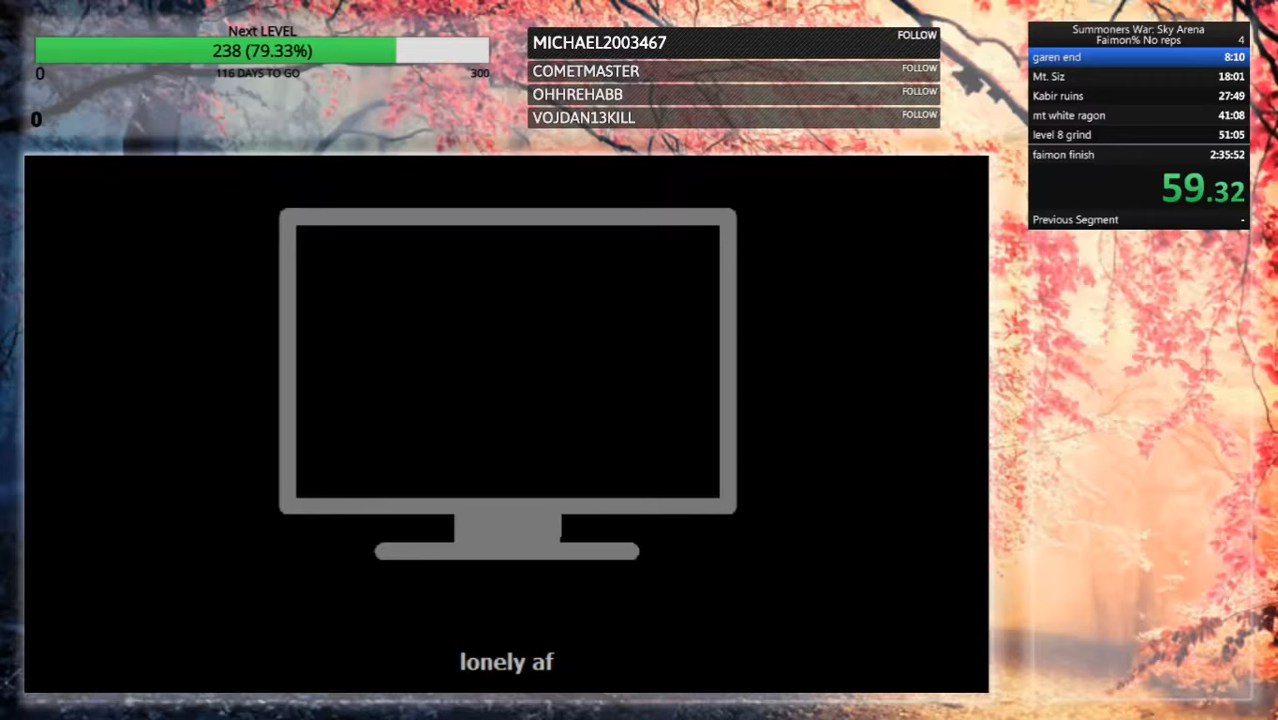 Next LEVEL
238 (79.33%)
0
116 DAYS TO GO
300
0
MICHAEL2003467
FOLLOW
COMETMASTER
FOLLOW
OHHREHABB
FOLLOW
VOJDAN13KILL
FOLLOW
Summoners War: Sky Arena
Faimon% No reps
4
garen end
8:10
Mt. Siz
18:01
Kabir ruins
27:49
mt white ragon
41:08
level 8 grind
51:05
faimon finish
2:35:52
59.32
Previous Segment
-
lonely af